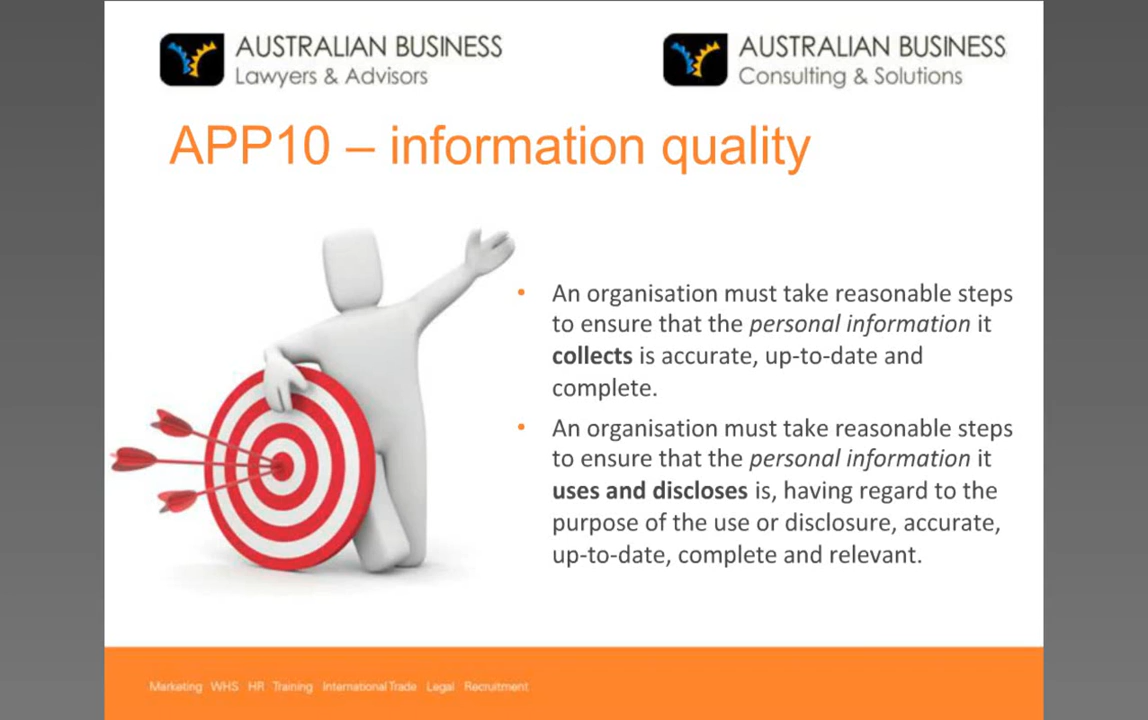 AUSTRALIAN BUSINESS
Lawyers & Advisors
AUSTRALIAN BUSINESS
Consulting & Solutions
APP10 – information quality
• An organisation must take reasonable steps
to ensure that the personal information it
collects is accurate, up-to-date and
complete.
• An organisation must take reasonable steps
to ensure that the personal information it
uses and discloses is, having regard to the
purpose of the use or disclosure, accurate,
up-to-date, complete and relevant.
Marketing WHS HR Training International Trade Legal Recruitment